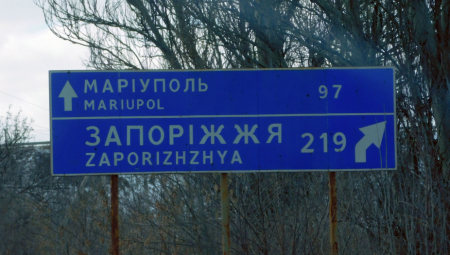 МАРІУПОЛЬ 97
MARIUPOL
ЗАПОРІЖЖЯ 219
ZAPORIZHZHYA